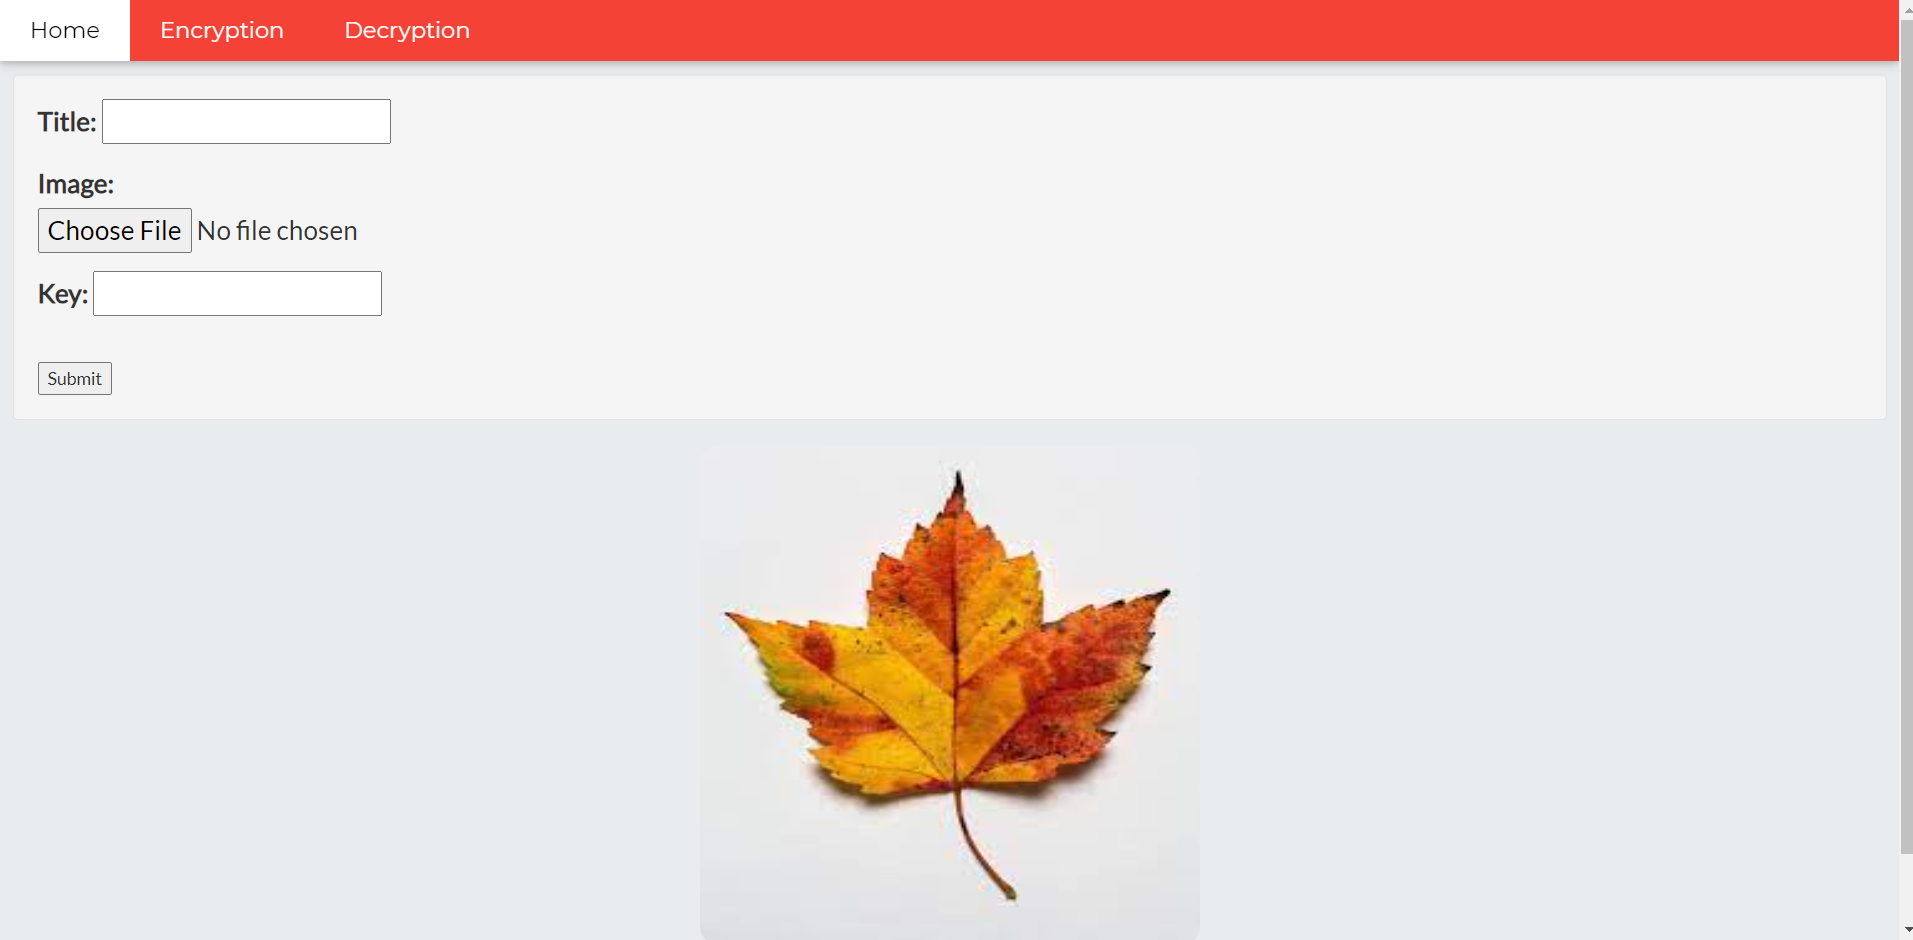 Home Encryption Decryption
Title:
Image:
Choose File No file chosen
Key:
Submit